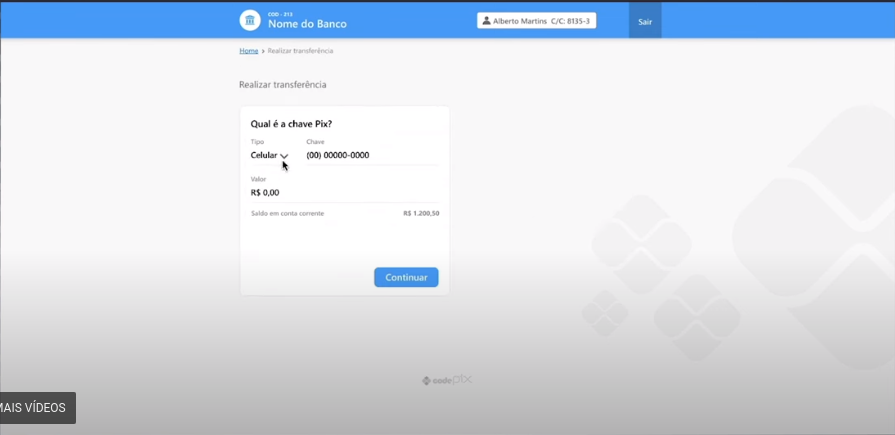 COD - 213
Nome do Banco
Alberto Martins C/C: 8135-3
Sair
Home > Realizar transferência
Realizar transferência
Qual é a chave Pix?
Tipo Chave
Celular (00) 00000-0000
Valor
R$ 0,00
Saldo em conta corrente R$ 1.200,50
Continuar
code pix
MAIS VÍDEOS